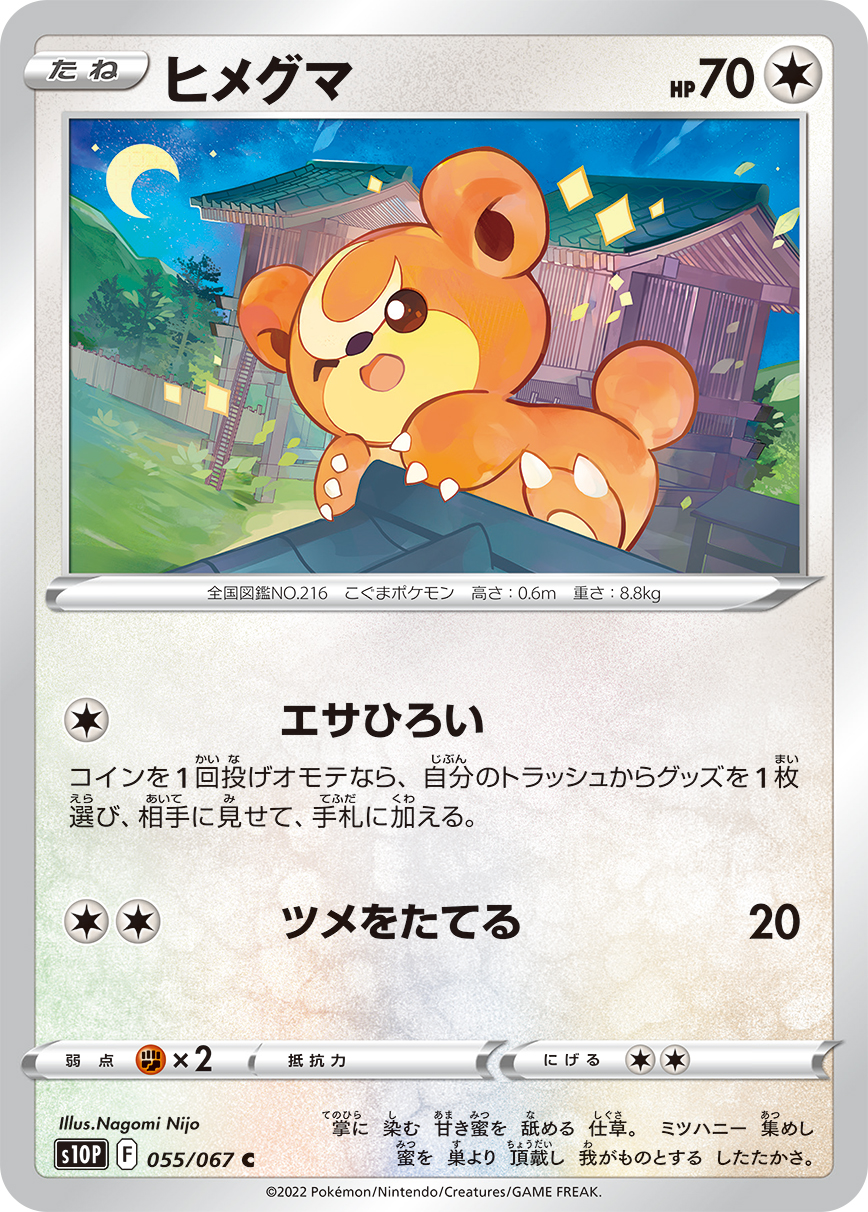 たね ヒメグマ HP70
全国図鑑NO.216 こぐまポケモン 高さ：0.6m 重さ：8.8kg
エサひろい
コインを1回投げオモテなら、自分のトラッシュからグッズを1枚
選び、相手に見せて、手札に加える。
ツメをたてる 20
弱点 ×2 抵抗力 にげる
Illus.Nagomi Nijo
掌に 染む 甘き蜜を 舐める 仕草。 ミツハニー 集めし
蜜を 巣より 頂戴し 我がものとする したたかさ。
s10P F 055/067 C
©2022 Pokémon/Nintendo/Creatures/GAME FREAK.